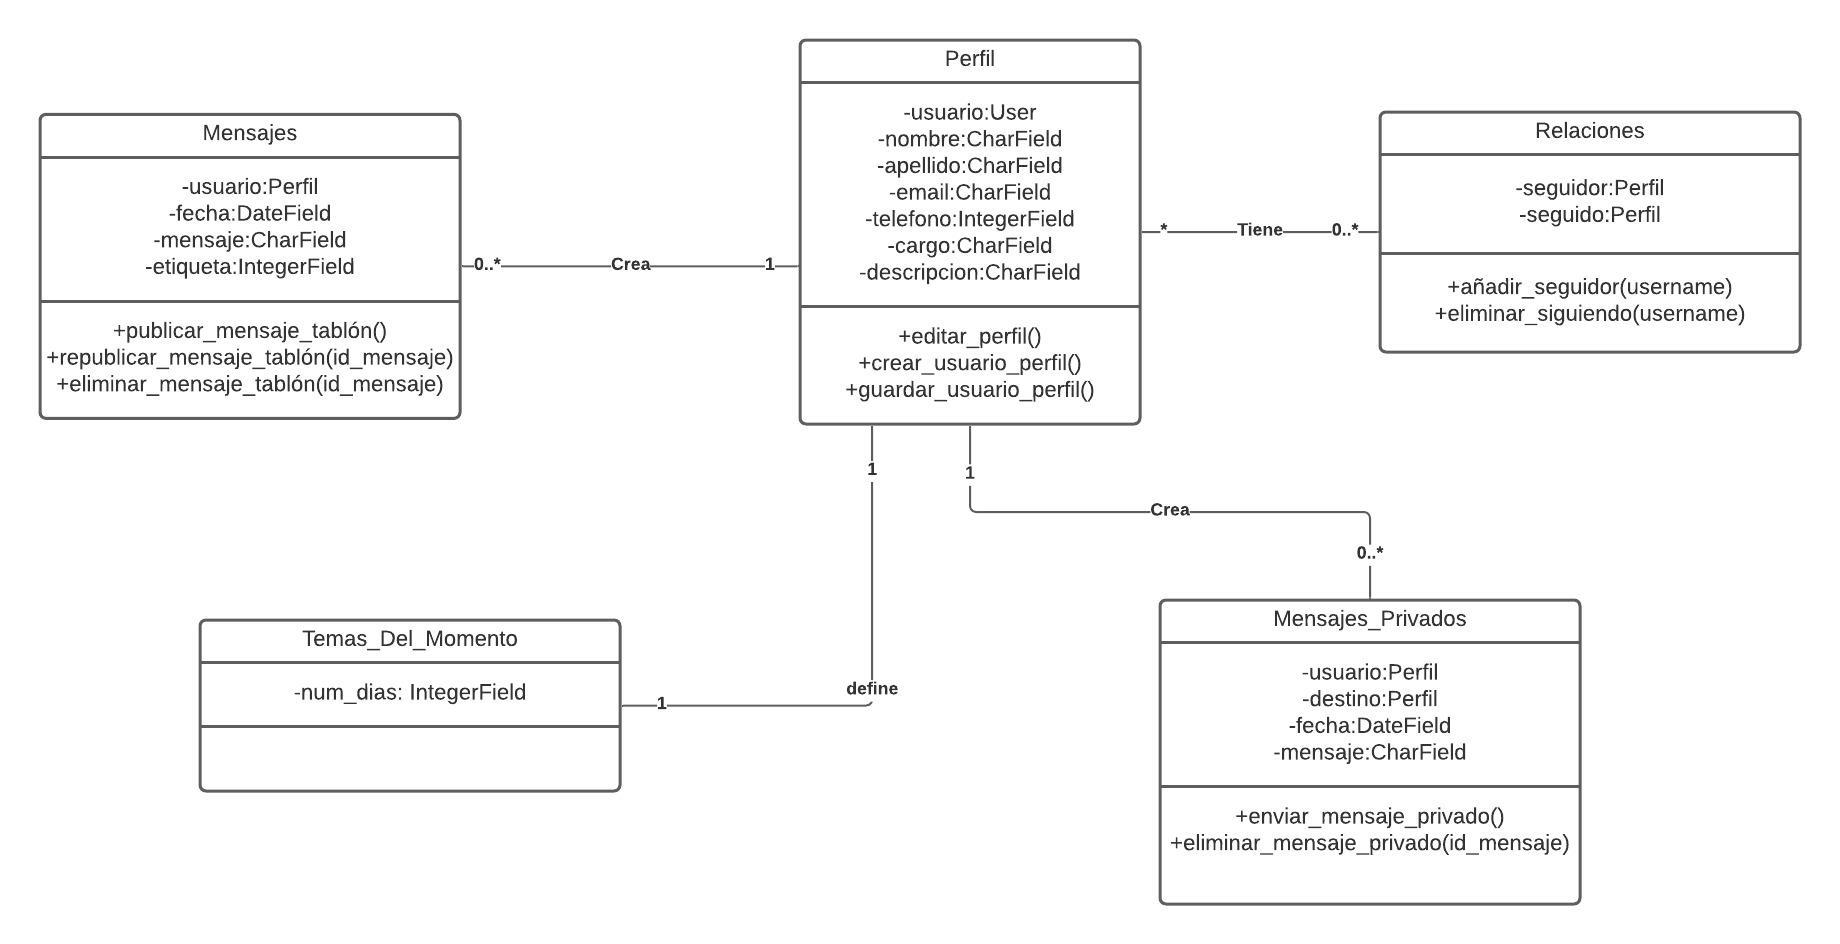 Perfil
-usuario:User
-nombre:CharField
-apellido:CharField
-email:CharField
-telefono:IntegerField
-cargo:CharField
-descripcion:CharField
+editar_perfil()
+crear_usuario_perfil()
+guardar_usuario_perfil()
Mensajes
-usuario:Perfil
-fecha:DateField
-mensaje:CharField
-etiqueta:IntegerField
+publicar_mensaje_tablón()
+republicar_mensaje_tablón(id_mensaje)
+eliminar_mensaje_tablón(id_mensaje)
0..*
Crea
1
Relaciones
-seguidor:Perfil
-seguido:Perfil
+añadir_seguidor(username)
+eliminar_siguiendo(username)
*
Tiene
0..*
1
1
Crea
0..*
Temas_Del_Momento
-num_dias: IntegerField
1
define
Mensajes_Privados
-usuario:Perfil
-destino:Perfil
-fecha:DateField
-mensaje:CharField
+enviar_mensaje_privado()
+eliminar_mensaje_privado(id_mensaje)